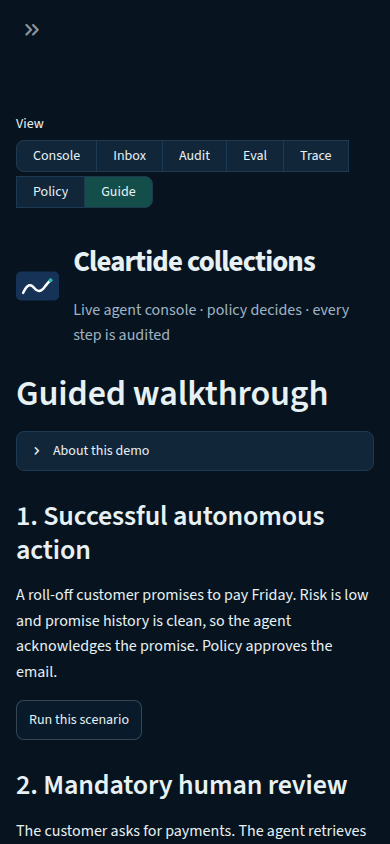 View
Console Inbox Audit Eval Trace
Policy Guide
Cleartide collections
Live agent console · policy decides · every
step is audited
Guided walkthrough
About this demo
1. Successful autonomous
action
A roll-off customer promises to pay Friday. Risk is low
and promise history is clean, so the agent
acknowledges the promise. Policy approves the
email.
Run this scenario
2. Mandatory human review
The customer asks for payments. The agent retrieves